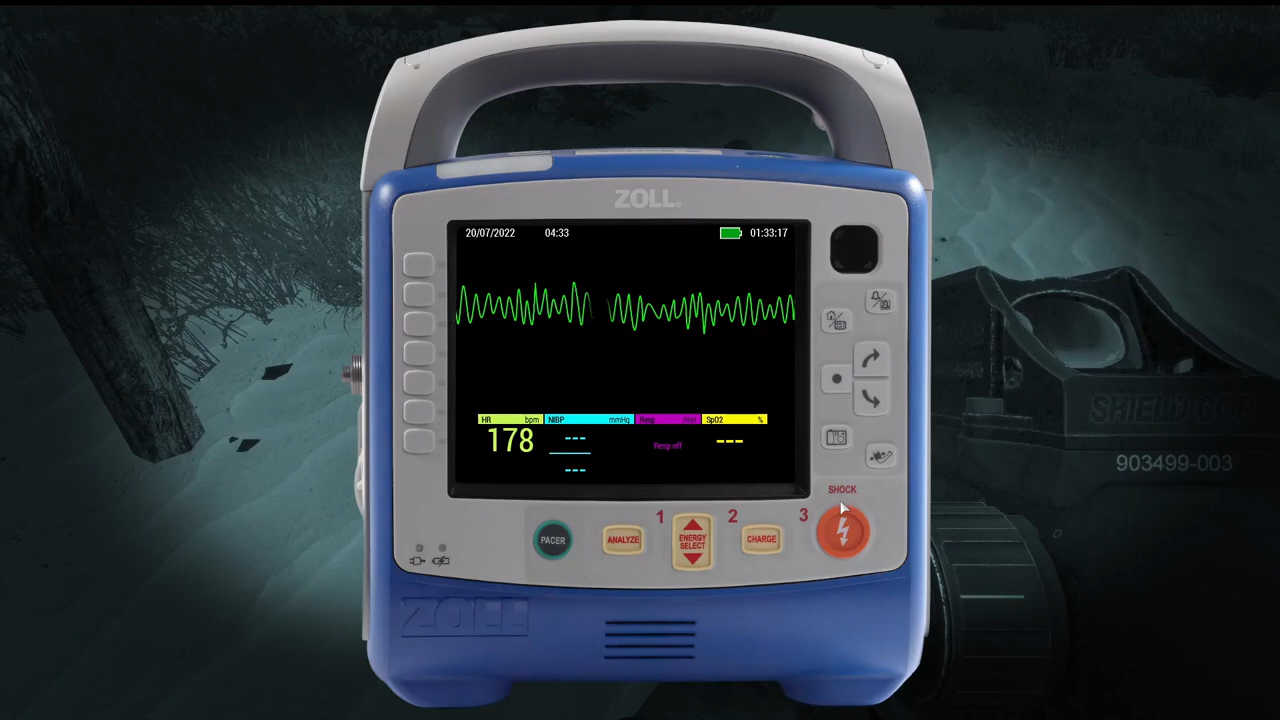 ZOLL
20/07/2022 04:33 01:33:17
HR bpm NIBP mmHg Resp /min SpO2 %
178 --- Resp off ---
---
SHOCK
1 2 3
PACER ANALYZE ENERGY SELECT CHARGE
ZOLL
903499-003